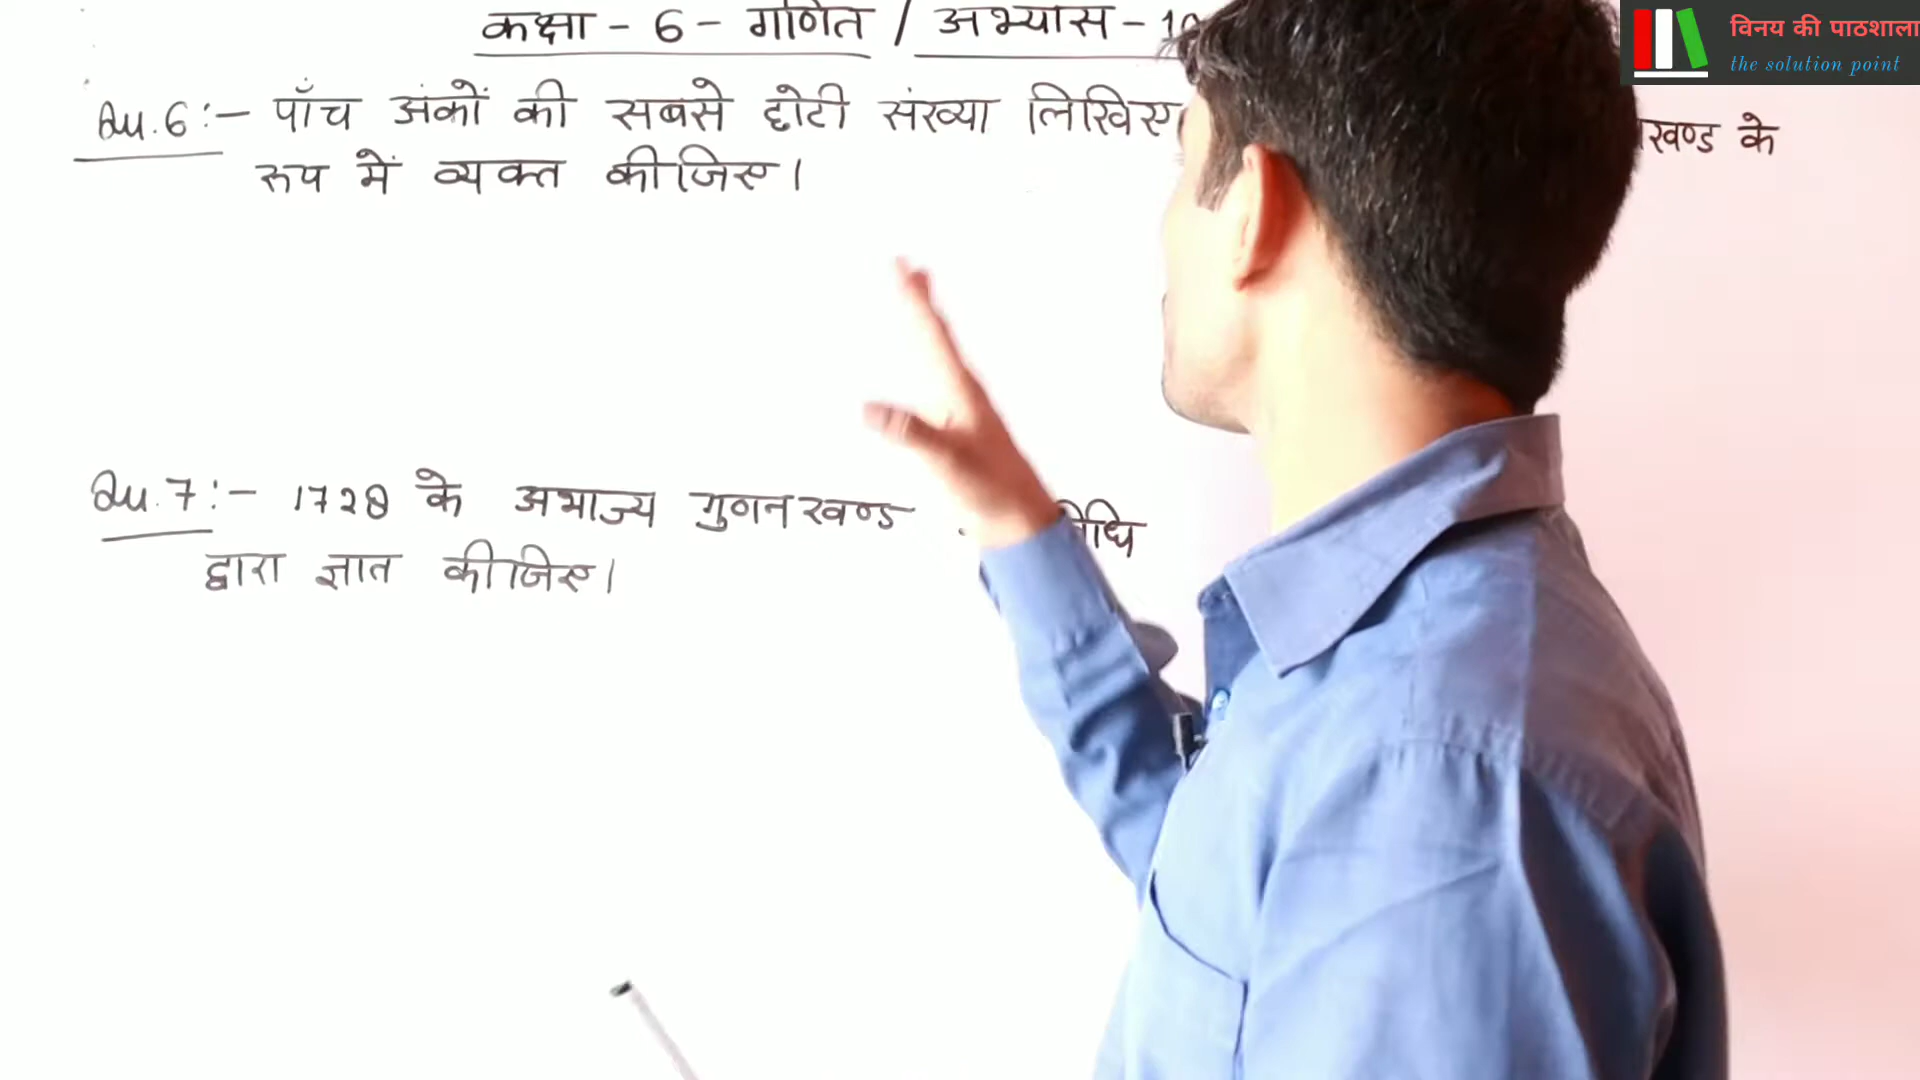 कक्षा - 6 - गणित / अभ्यास - 10
विनय की पाठशाला
the solution point
Qu. 6 :- पाँच अंकों की सबसे छोटी संख्या लिखिए खण्ड के
रूप में व्यक्त कीजिए।
Qu. 7 :- 1728 के अभाज्य गुणनखण्ड विधि
द्वारा ज्ञात कीजिए।